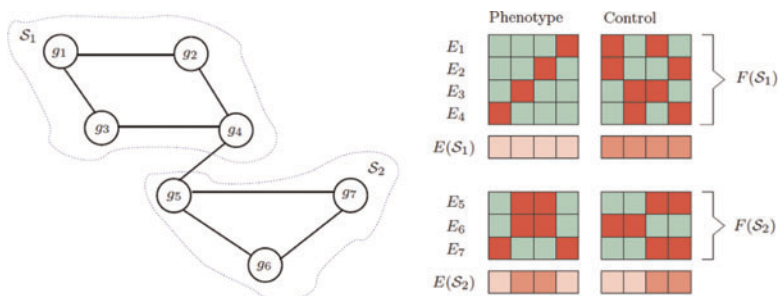 Phenotype Control
S₁
g₁ g₂
g₃ g₄
S₂
g₅ g₇
g₆
E₁
E₂
E₃
E₄
F(S₁)
E(S₁)
E₅
E₆
E₇
F(S₂)
E(S₂)